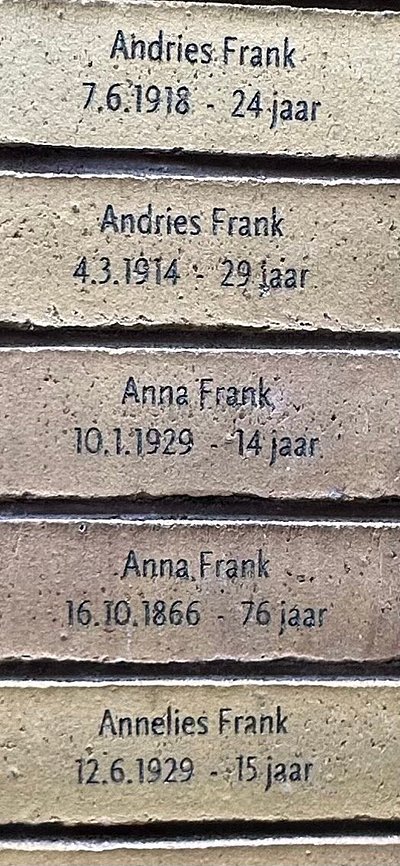 Andries Frank
7.6.1918 - 24 jaar
Andries Frank
4.3.1914 - 29 jaar
Anna Frank
10.1.1929 - 14 jaar
Anna Frank
16.10.1866 - 76 jaar
Annelies Frank
12.6.1929 - 15 jaar